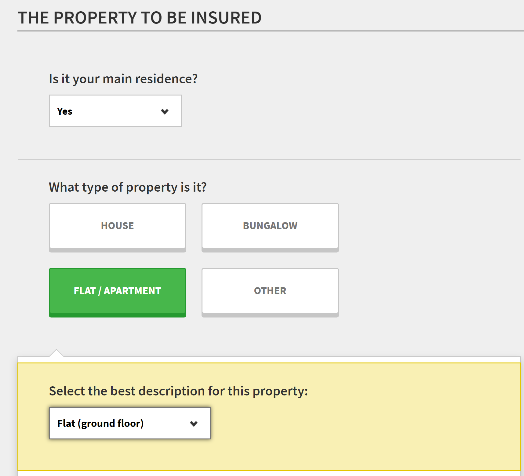 THE PROPERTY TO BE INSURED
Is it your main residence?
Yes
What type of property is it?
HOUSE
BUNGALOW
FLAT / APARTMENT
OTHER
Select the best description for this property:
Flat (ground floor)